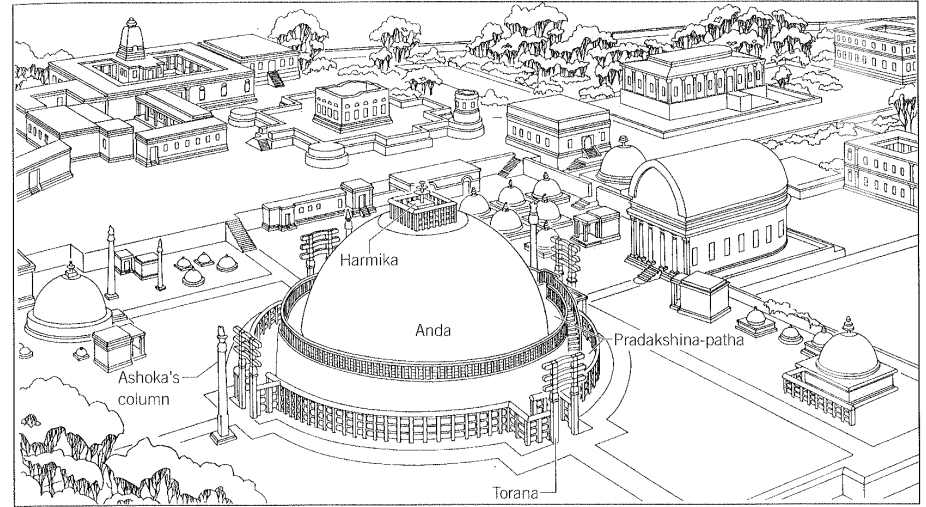 Harmika
Anda
Pradakshina-patha
Ashoka's
column
Torana